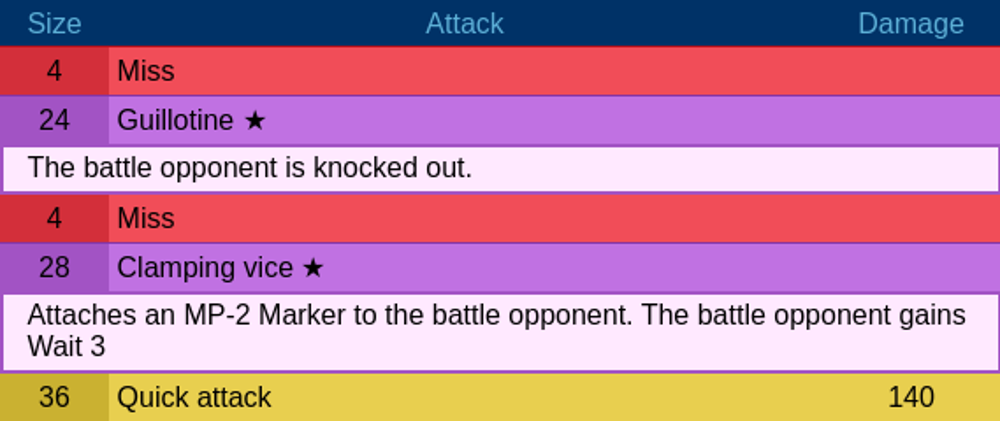 Size Attack Damage
4 Miss
24 Guillotine ★
The battle opponent is knocked out.
4 Miss
28 Clamping vice ★
Attaches an MP-2 Marker to the battle opponent. The battle opponent gains
Wait 3
36 Quick attack 140